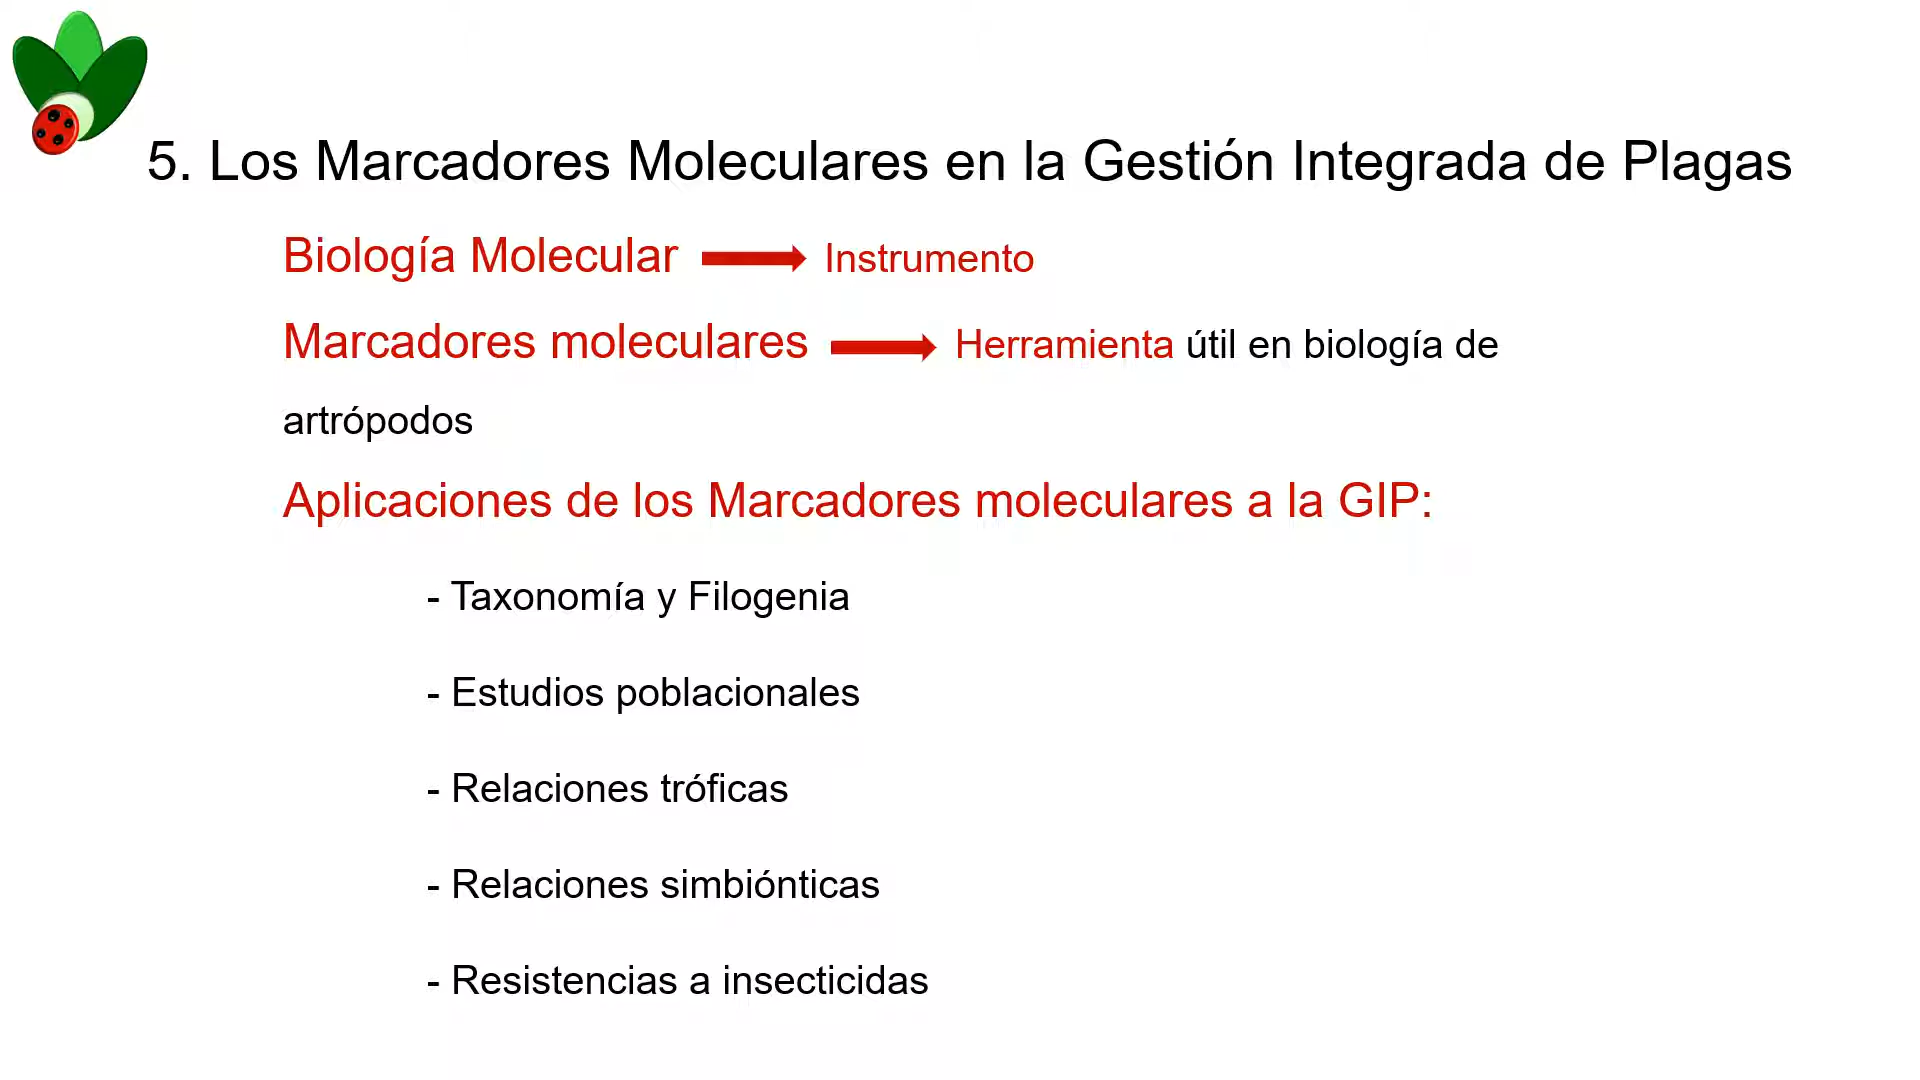 5. Los Marcadores Moleculares en la Gestión Integrada de Plagas
Biología Molecular Instrumento
Marcadores moleculares Herramienta útil en biología de
artrópodos
Aplicaciones de los Marcadores moleculares a la GIP:
- Taxonomía y Filogenia
- Estudios poblacionales
- Relaciones tróficas
- Relaciones simbiónticas
- Resistencias a insecticidas